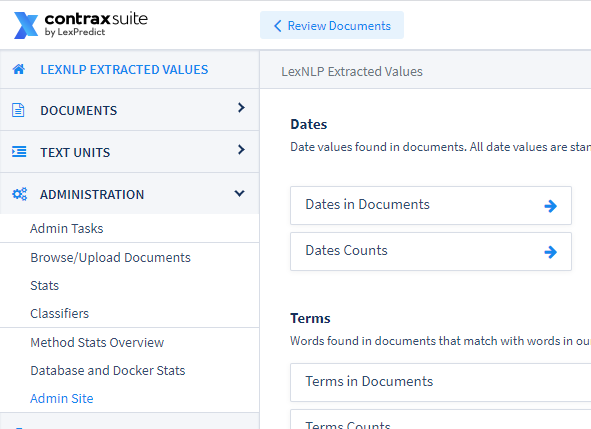 contraxsuite
by LexPredict
Review Documents
LEXNLP EXTRACTED VALUES
DOCUMENTS
TEXT UNITS
ADMINISTRATION
Admin Tasks
Browse/Upload Documents
Stats
Classifiers
Method Stats Overview
Database and Docker Stats
Admin Site
LexNLP Extracted Values
Dates
Date values found in documents. All date values are stan
Dates in Documents
Dates Counts
Terms
Words found in documents that match with words in ou
Terms in Documents
Terms Counts